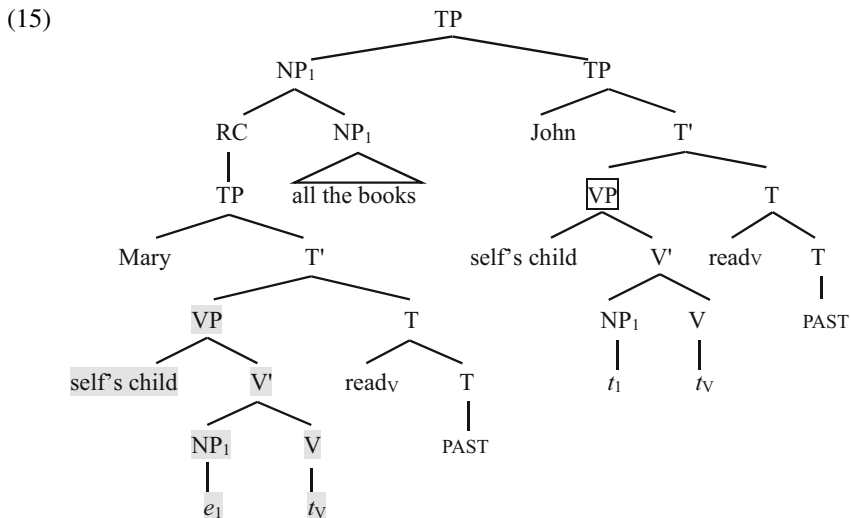 (15) TP
NP₁ TP
RC NP₁ John T'
TP all the books VP T
Mary T' self's child V' readV T
VP T NP₁ V PAST
self's child V' readV T t₁ tV
NP₁ V PAST
e₁ tV